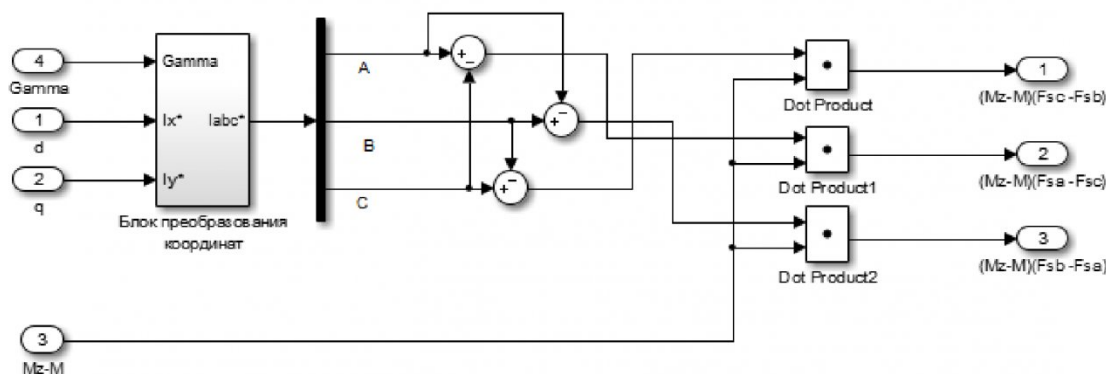 4
Gamma
1
d
2
q
3
Mz-M
Gamma
Ix*
Iabc*
Iy*
Блок преобразования
координат
A
B
C
Dot Product
Dot Product1
Dot Product2
1
(Mz-M)(Fsc-Fsb)
2
(Mz-M)(Fsa-Fsc)
3
(Mz-M)(Fsb-Fsa)